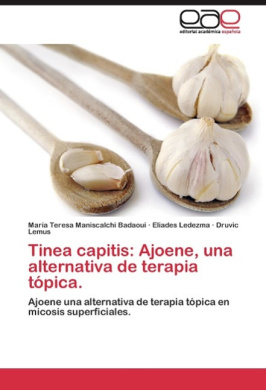 eae
editorial académica española
María Teresa Maniscalchi Badaoui · Eliades Ledezma · Druvic
Lemus
Tinea capitis: Ajoene, una
alternativa de terapia
tópica.
Ajoene una alternativa de terapia tópica en
micosis superficiales.